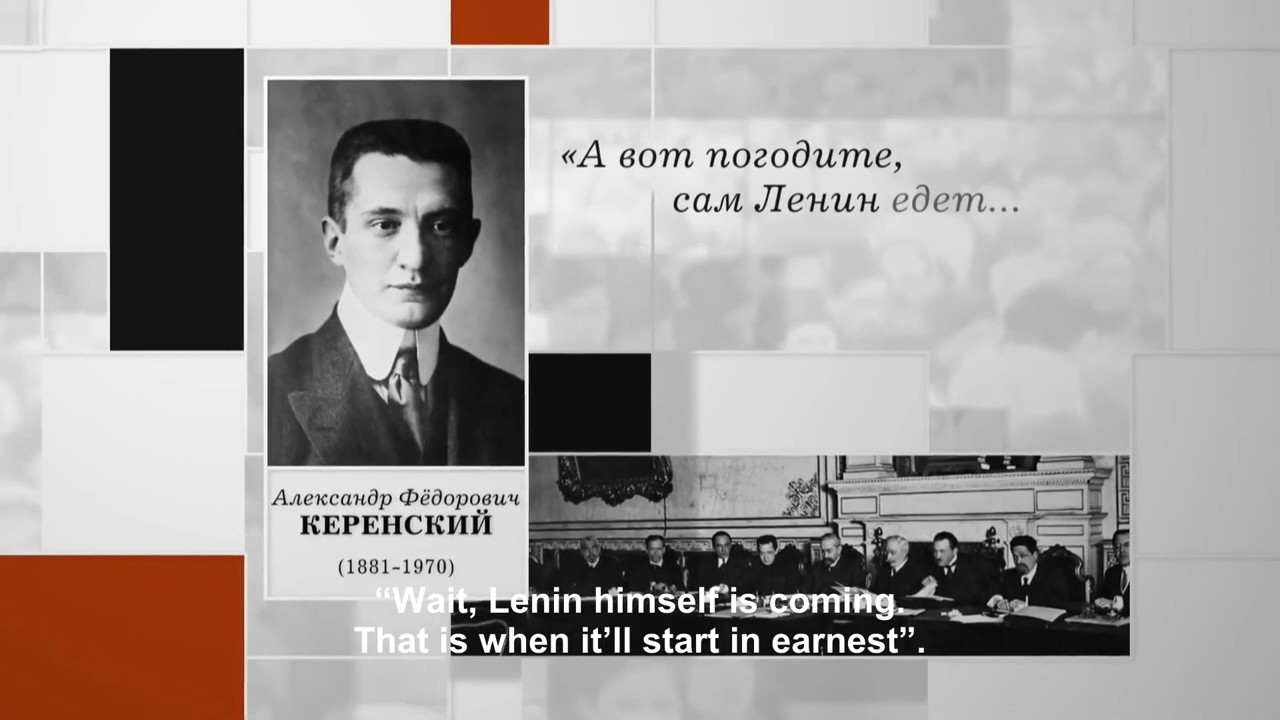 «А вот погодите,
сам Ленин едет...
Александр Фёдорович
КЕРЕНСКИЙ
(1881–1970)
“Wait, Lenin himself is coming.
That is when it’ll start in earnest”.